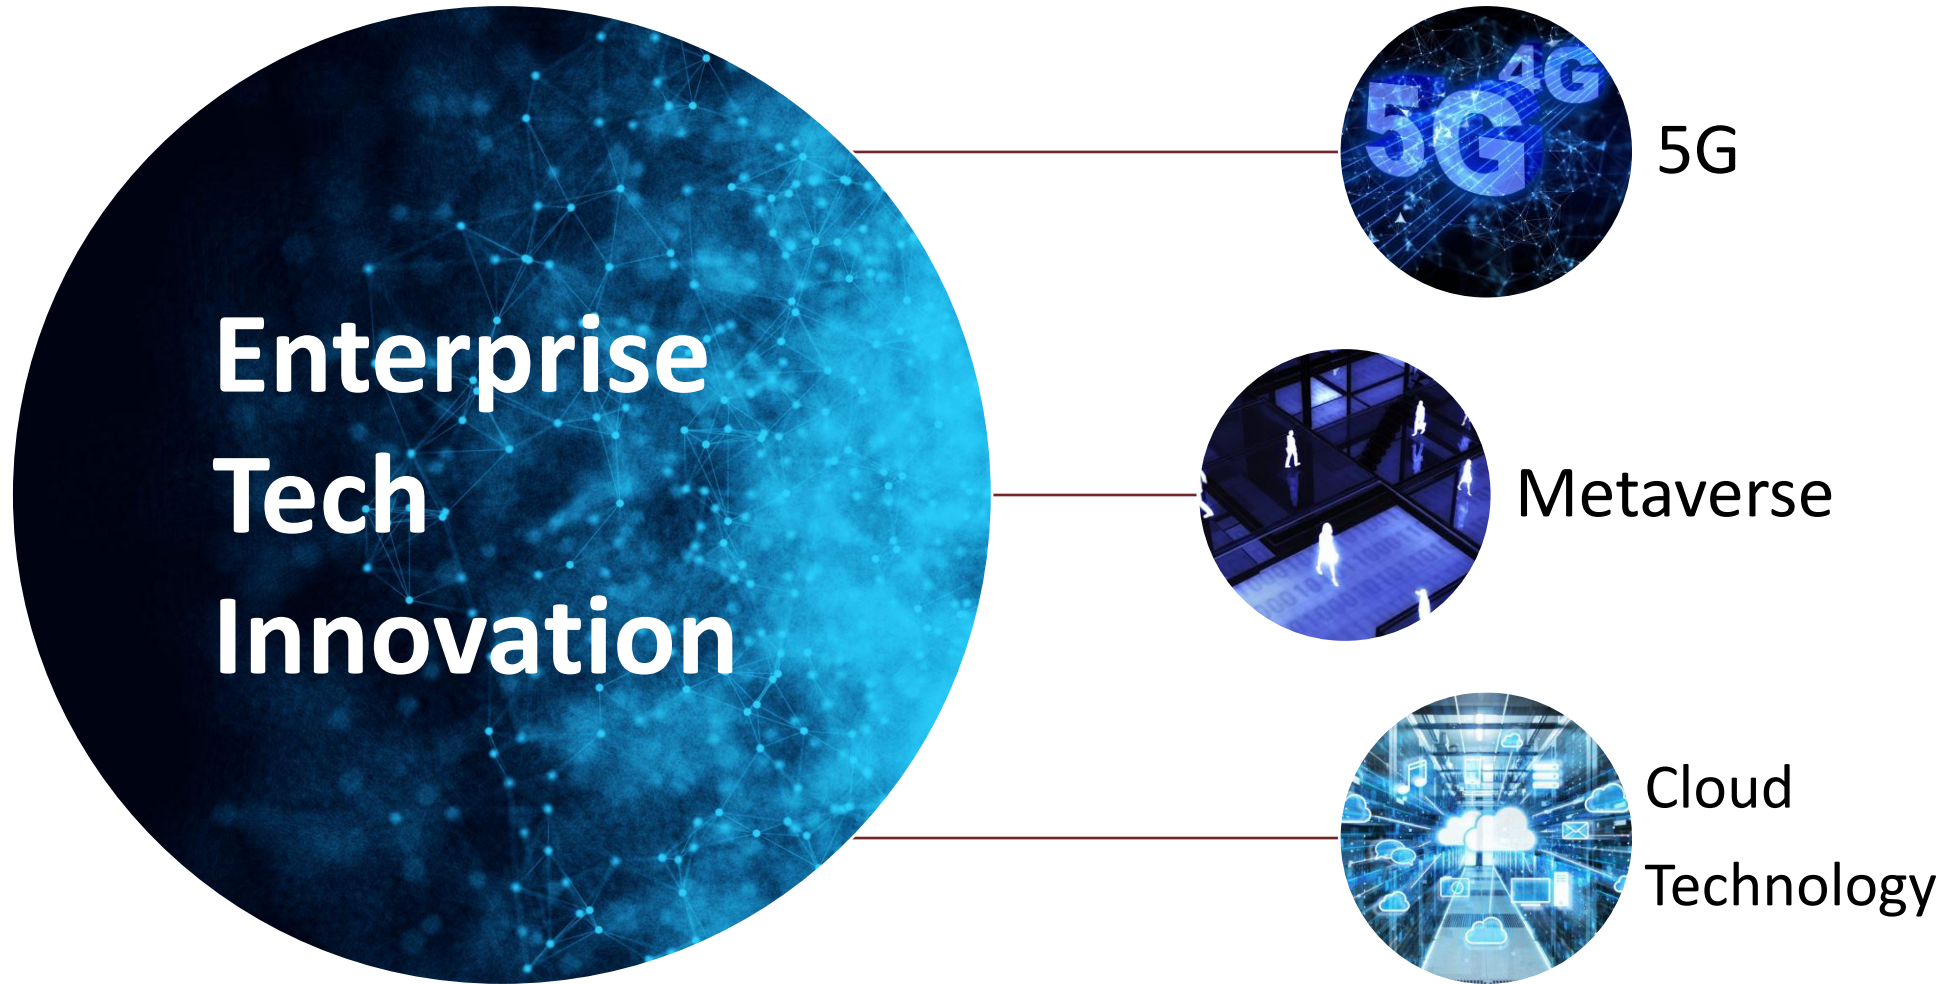 Enterprise
Tech
Innovation
4G
5G
5G
Metaverse
Cloud
Technology